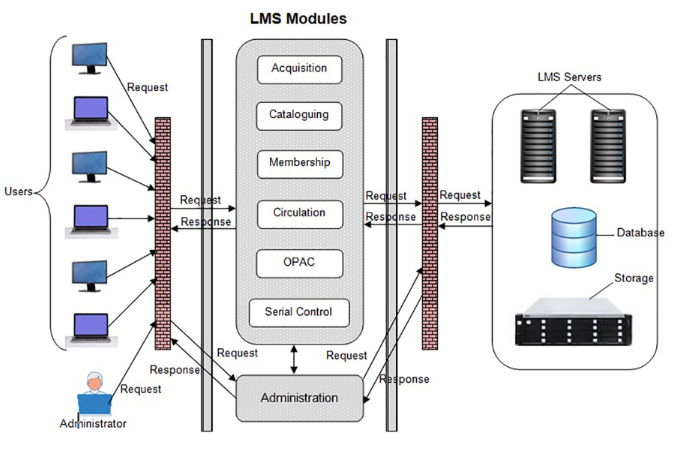 LMS Modules
Users
Request
Acquisition
Cataloguing
Membership
Circulation
OPAC
Serial Control
Request
Response
Request
Response
Request
Response
LMS Servers
Database
Storage
Request
Response
Request
Response
Administration
Request
Administrator